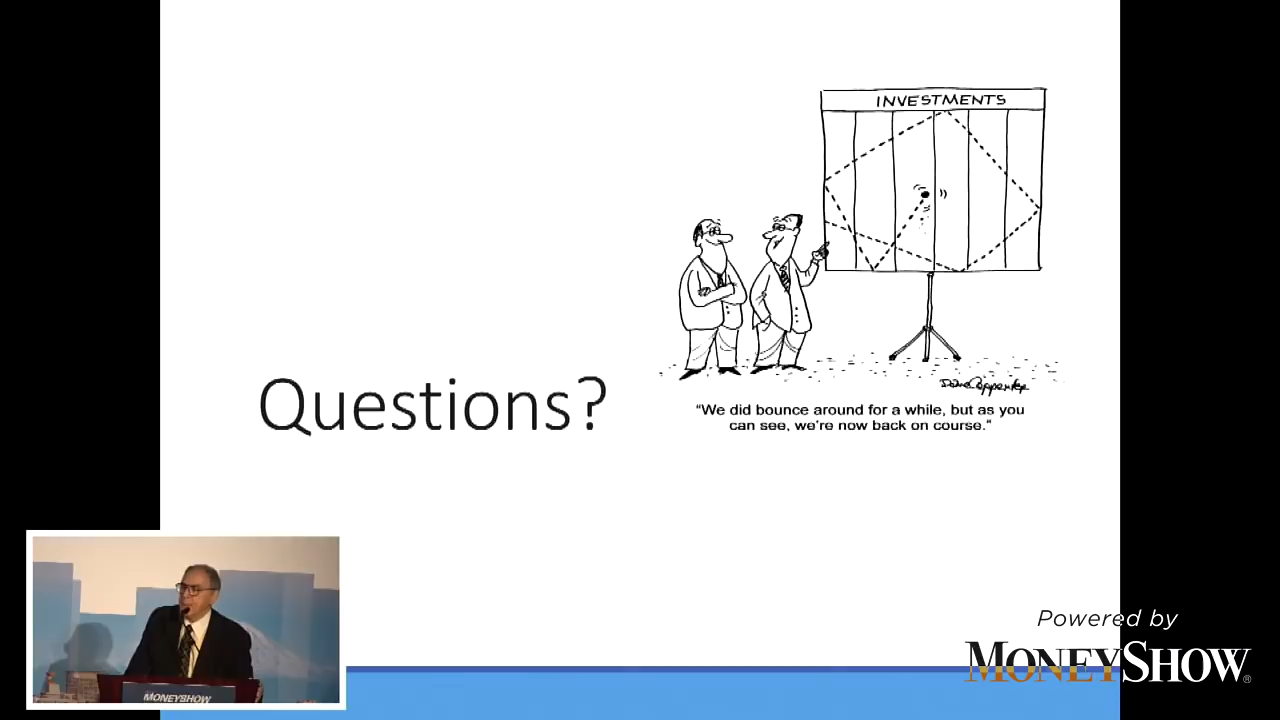 INVESTMENTS
Questions?
“We did bounce around for a while, but as you
can see, we're now back on course.”
MONEYSHOW
Powered by
MONEYSHOW®